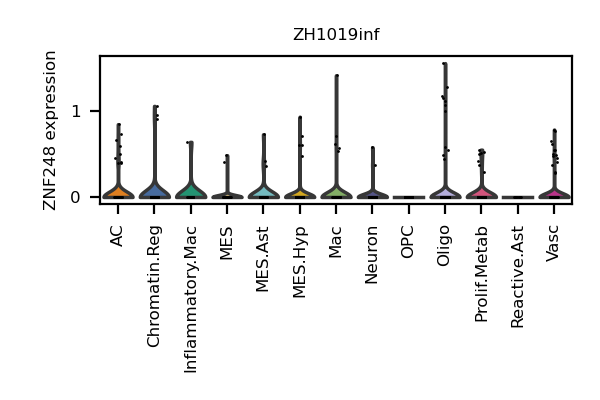 ZH1019inf
ZNF248 expression
1
0
AC
Chromatin.Reg
Inflammatory.Mac
MES
MES.Ast
MES.Hyp
Mac
Neuron
OPC
Oligo
Prolif.Metab
Reactive.Ast
Vasc